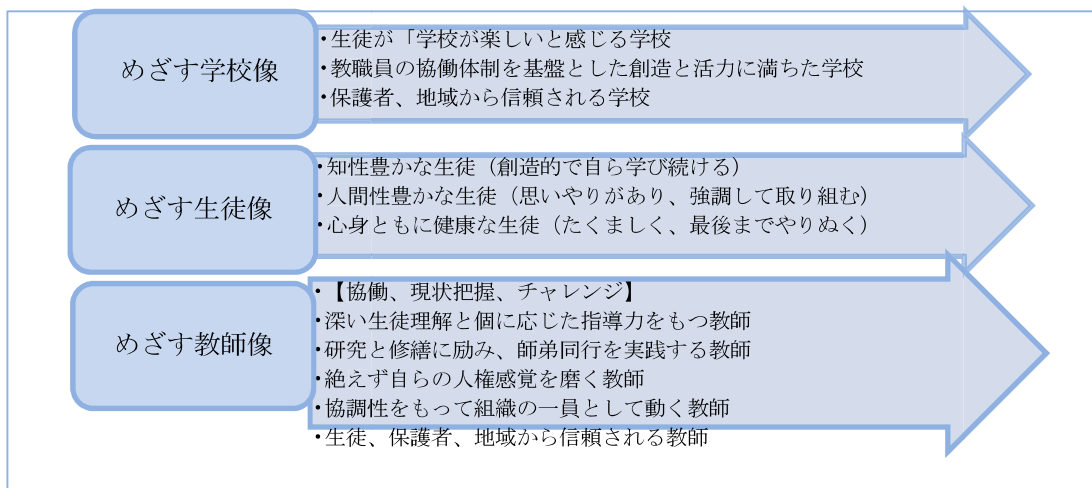 めざす学校像
・生徒が「学校が楽しいと感じる学校
・教職員の協働体制を基盤とした創造と活力に満ちた学校
・保護者、地域から信頼される学校
めざす生徒像
・知性豊かな生徒（創造的で自ら学び続ける）
・人間性豊かな生徒（思いやりがあり、強調して取り組む）
・心身ともに健康な生徒（たくましく、最後までやりぬく）
めざす教師像
・【協働、現状把握、チャレンジ】
・深い生徒理解と個に応じた指導力をもつ教師
・研究と修繕に励み、師弟同行を実践する教師
・絶えず自らの人権感覚を磨く教師
・協調性をもって組織の一員として動く教師
・生徒、保護者、地域から信頼される教師